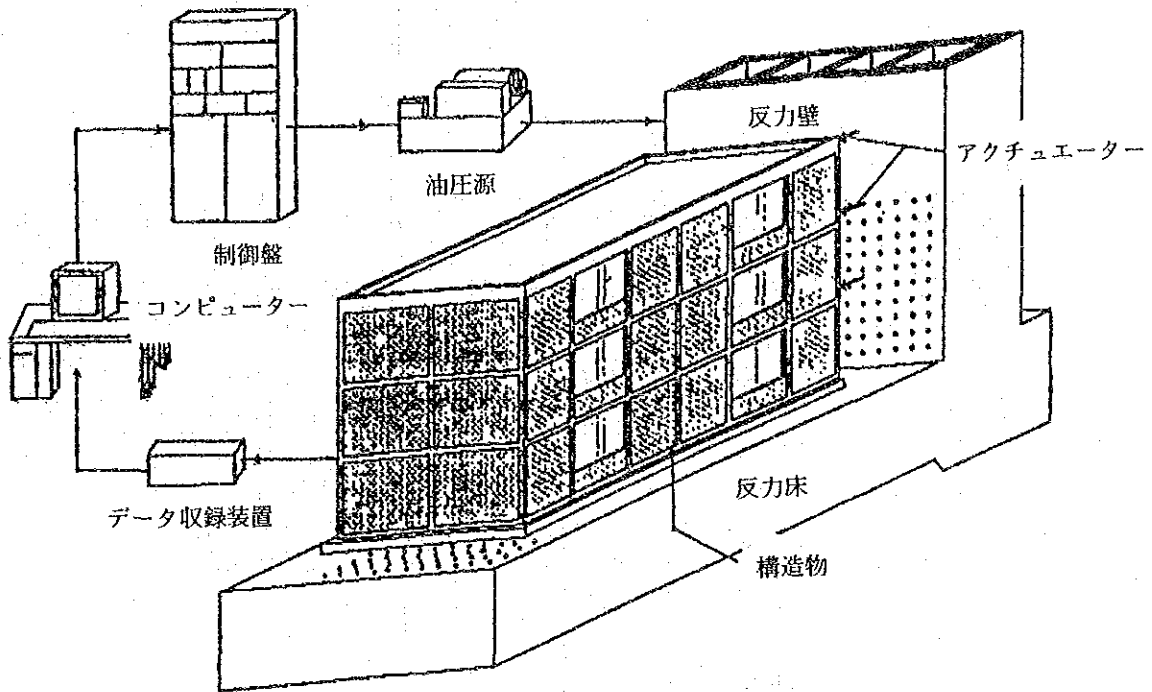 反力壁
アクチュエーター
油圧源
制御盤
コンピューター
データ収録装置
反力床
構造物